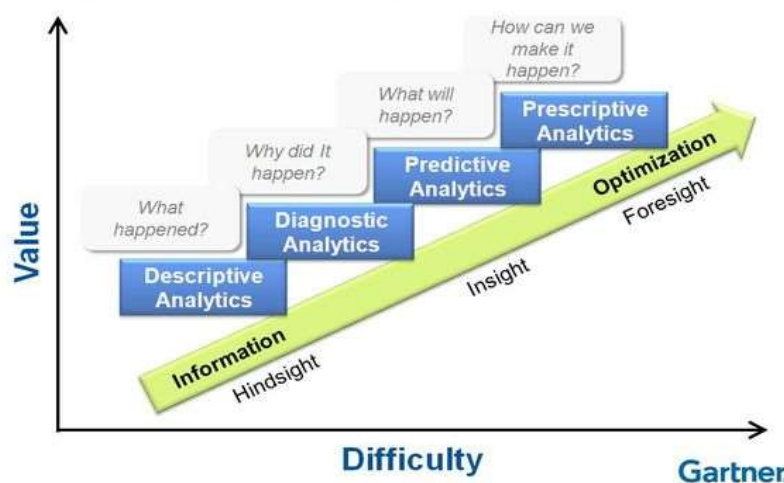 How can we
make it
happen?
What will
happen?
Prescriptive
Analytics
Why did It
happen?
Predictive
Analytics
Optimization
Foresight
What
happened?
Diagnostic
Analytics
Insight
Descriptive
Analytics
Information
Hindsight
Value
Difficulty
Gartner